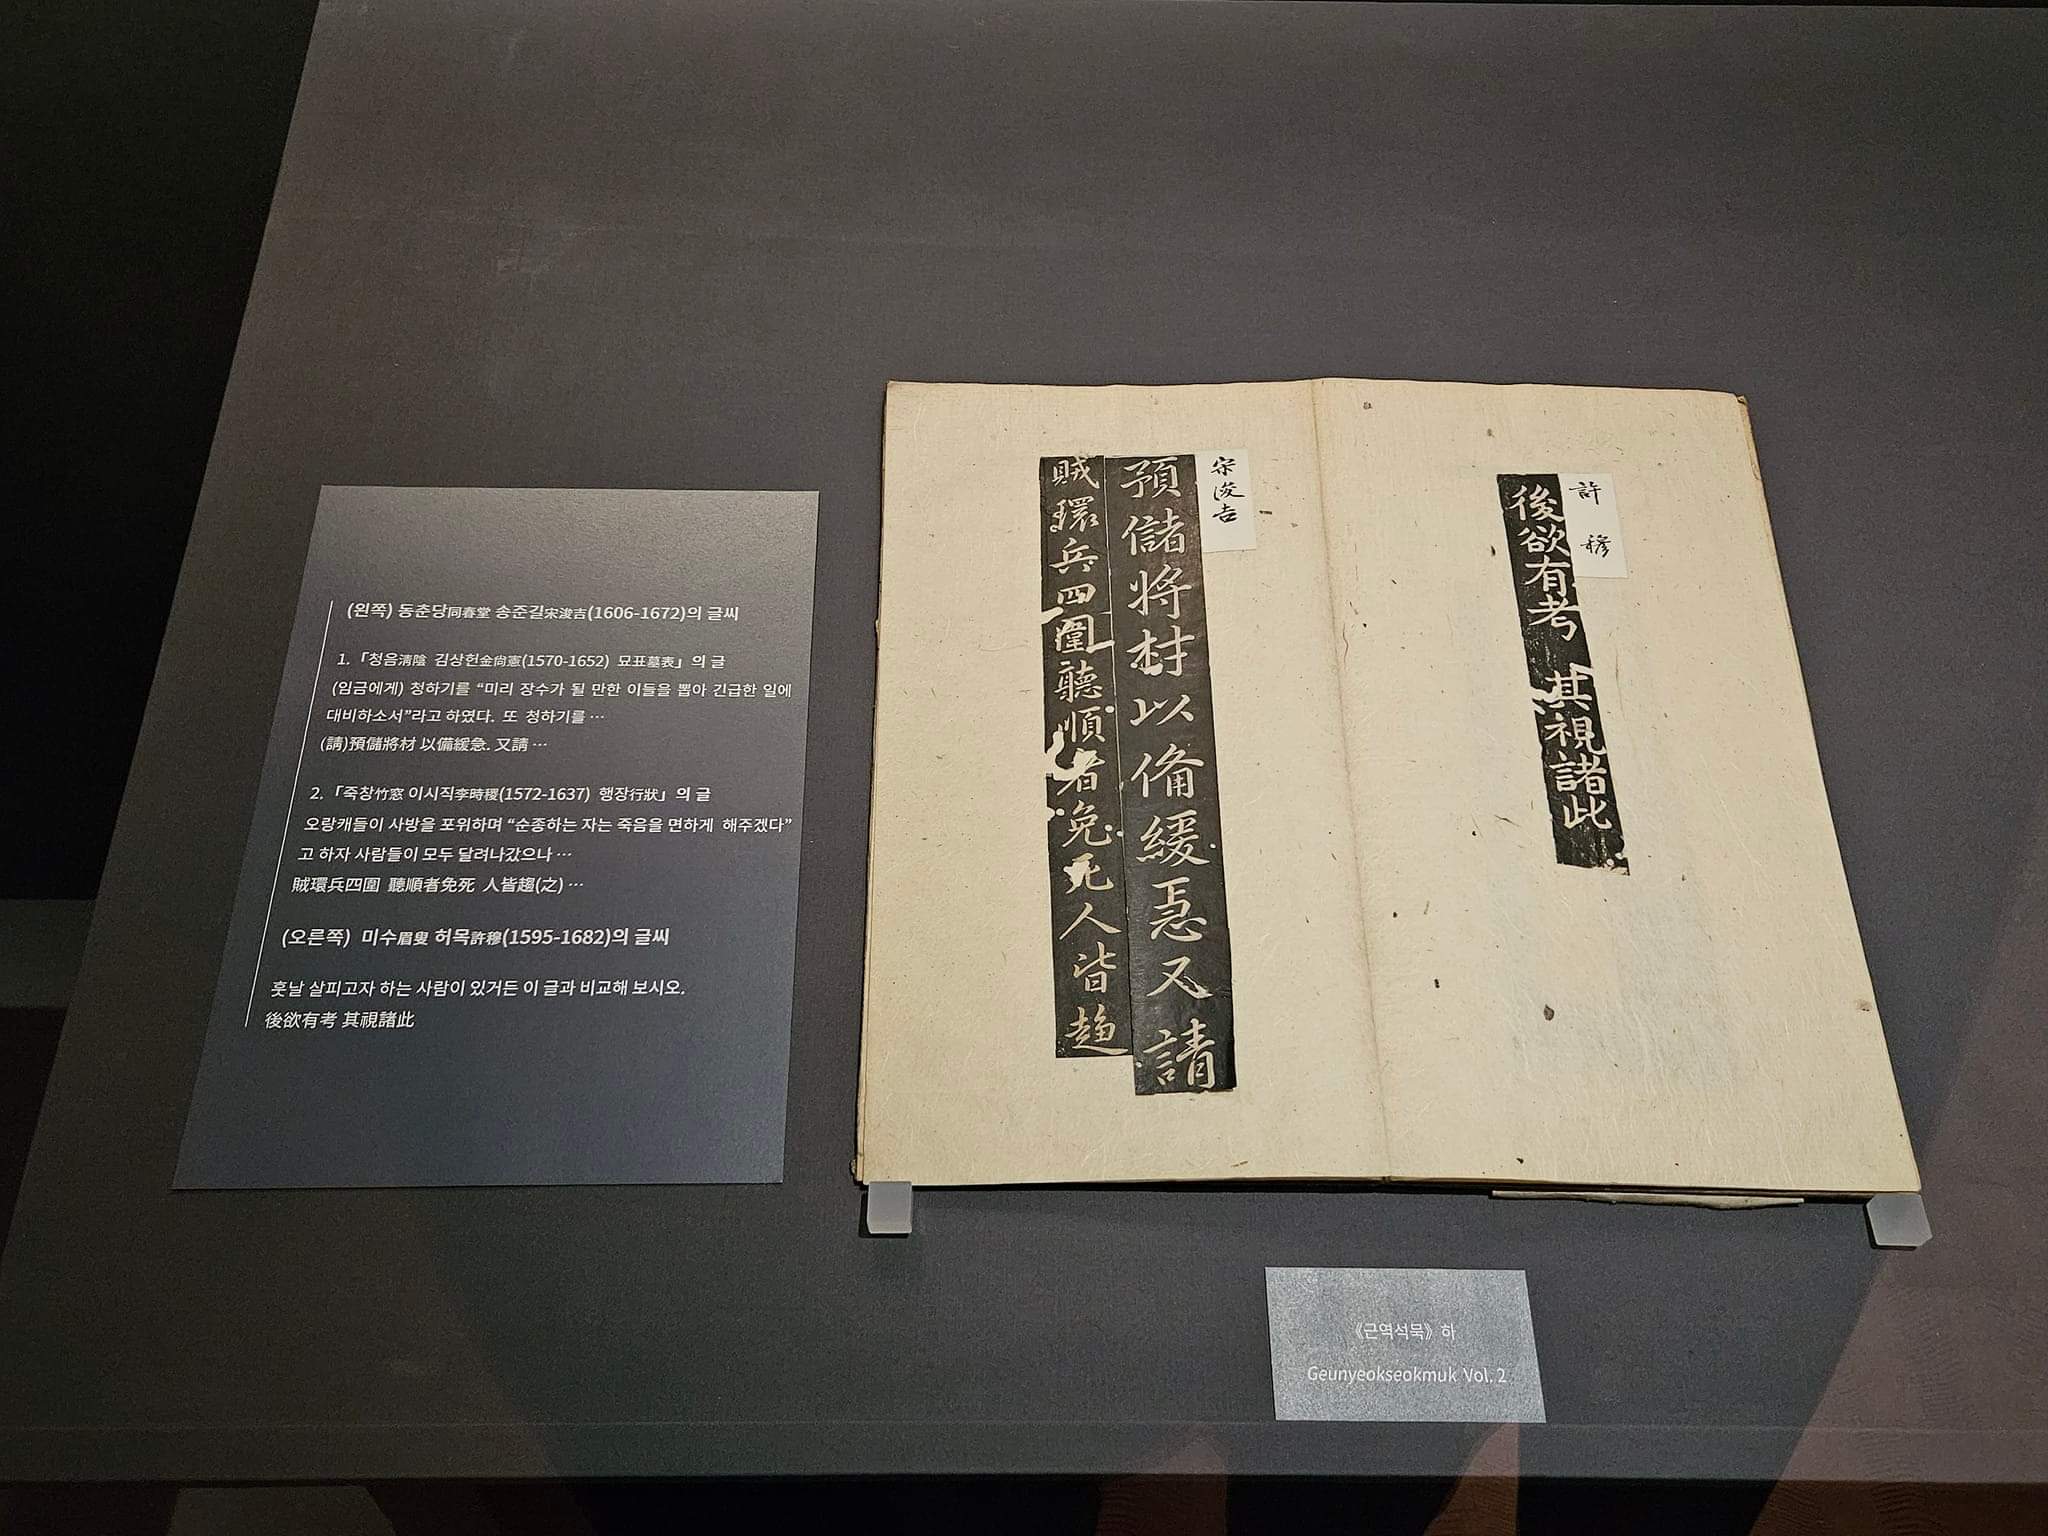 (왼쪽) 동춘당同春堂 송준길宋浚吉(1606-1672)의 글씨
1. 「청음淸陰 김상헌金尙憲(1570-1652) 묘표墓表」의 글
(임금에게) 청하기를 “미리 장수가 될 만한 이들을 뽑아 긴급한 일에
대비하소서”라고 하였다. 또 청하기를 …
(請)預儲將材 以備緩急. 又請 …
2. 「죽창竹窓 이시직李時稷(1572-1637) 행장行狀」의 글
오랑캐들이 사방을 포위하며 “순종하는 자는 죽음을 면하게 해주겠다”
고 하자 사람들이 모두 달려나갔으나 …
賊環兵四圍 聽順者免死 人皆趨(之) …
(오른쪽) 미수眉叟 허목許穆(1595-1682)의 글씨
훗날 살피고자 하는 사람이 있거든 이 글과 비교해 보시오.
後欲有考 其視諸此
許穆
後欲有考 其視諸此
宋浚吉
預儲將材以備緩急又請
賊環兵四圍聽順者免死人皆趨
《근역석묵》 하
Geunyeokseokmuk Vol. 2